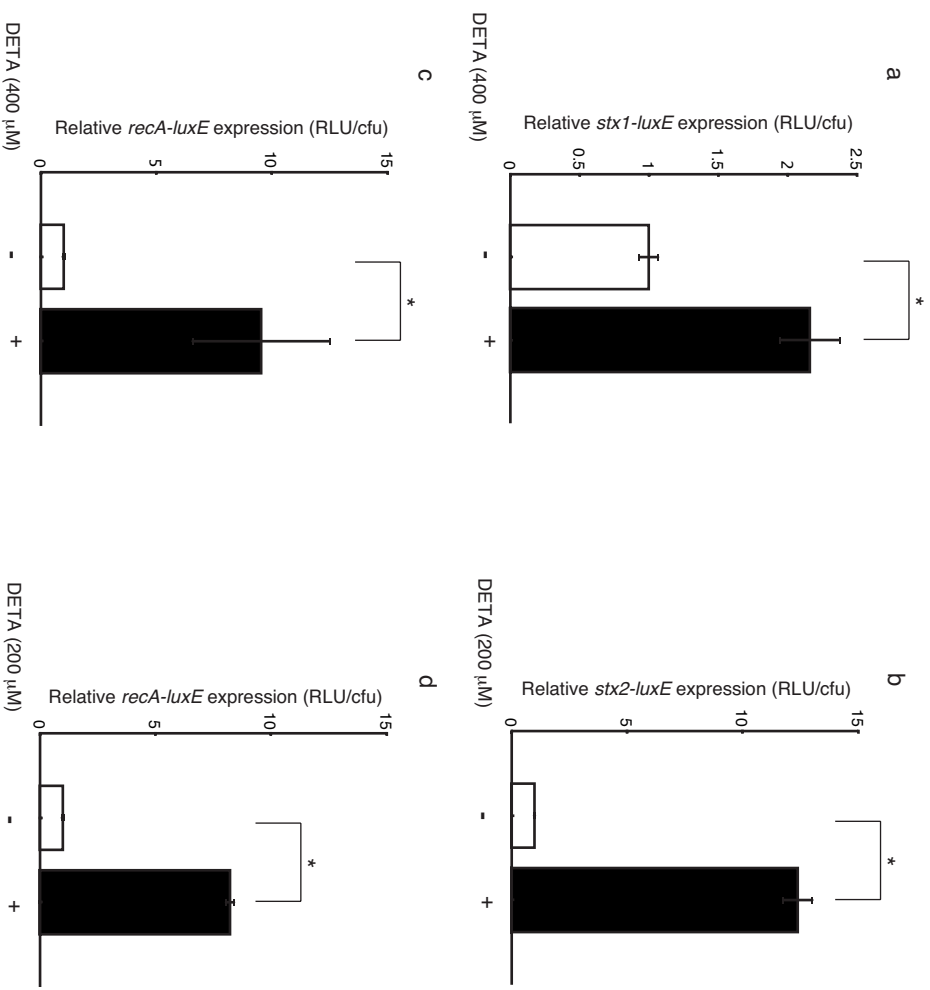 a
Relative stx1-luxE expression (RLU/cfu)
2.5
2
1.5
1
0.5
0
*
- +
DETA (400 µM)
b
Relative stx2-luxE expression (RLU/cfu)
15
10
5
0
*
- +
DETA (200 µM)
c
Relative recA-luxE expression (RLU/cfu)
15
10
5
0
*
- +
DETA (400 µM)
d
Relative recA-luxE expression (RLU/cfu)
15
10
5
0
*
- +
DETA (200 µM)